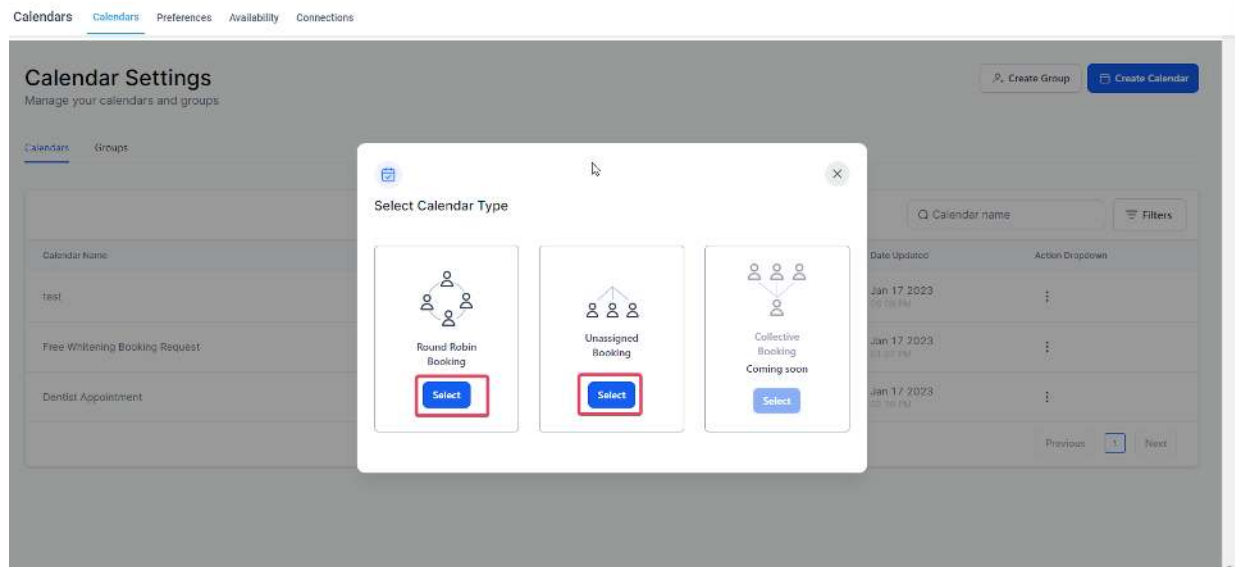 Calendars Calendars Preferences Availability Connections
Calendar Settings
Manage your calendars and groups
Create Group
Create Calendar
Calendars Groups
Select Calendar Type
Calendar name
Filters
Calendar Name
Date Updated
Action Dropdown
test
Jan 17 2023
Free Whitening Booking Request
Jan 17 2023
Dentist Appointment
Jan 17 2023
Round Robin
Booking
Select
Unassigned
Booking
Select
Collective
Booking
Coming soon
Select
Previous 1 Next